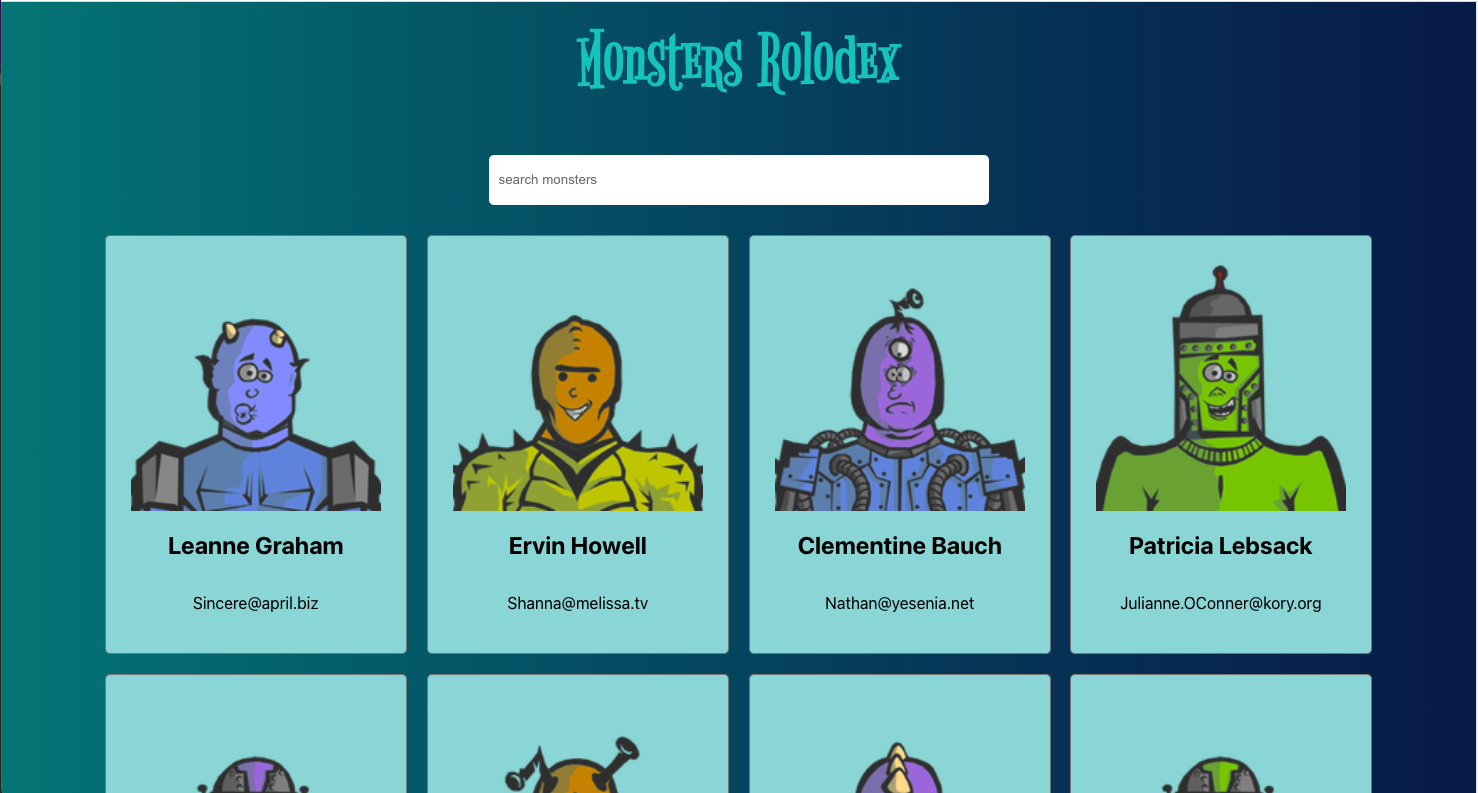 Monsters Rolodex
search monsters
Leanne Graham
Ervin Howell
Clementine Bauch
Patricia Lebsack
Sincere@april.biz
Shanna@melissa.tv
Nathan@yesenia.net
Julianne.OConner@kory.org